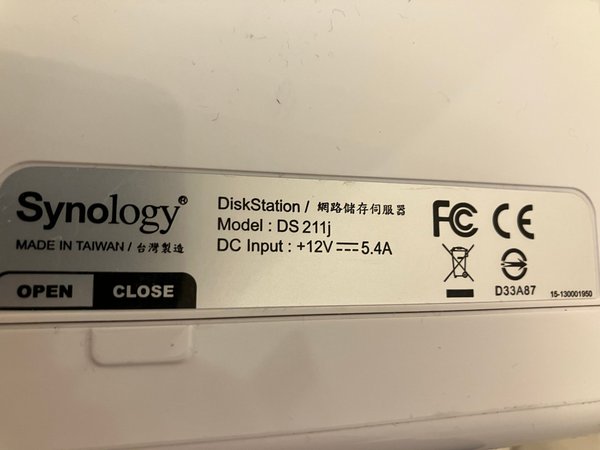 Synology®
MADE IN TAIWAN / 台灣製造
OPEN CLOSE
DiskStation / 網路儲存伺服器
Model : DS 211j
DC Input : +12V⎓5.4A
FC CE
D33A87
15-130001950